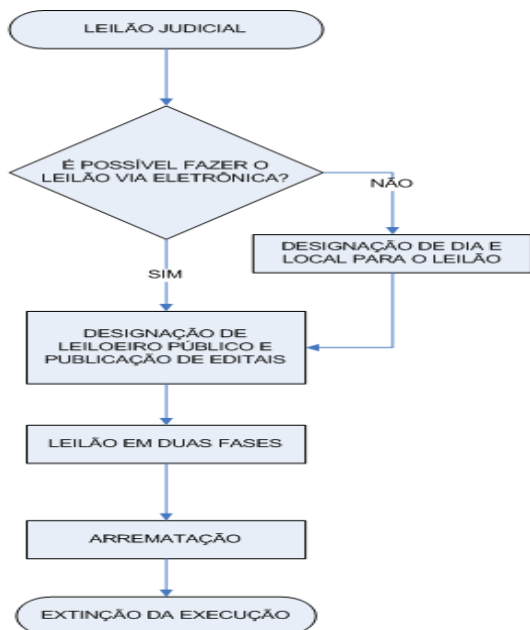 LEILÃO JUDICIAL
É POSSÍVEL FAZER O
LEILÃO VIA ELETRÔNICA?
NÃO
DESIGNAÇÃO DE DIA E
LOCAL PARA O LEILÃO
SIM
DESIGNAÇÃO DE
LEILOEIRO PÚBLICO E
PUBLICAÇÃO DE EDITAIS
LEILÃO EM DUAS FASES
ARREMATAÇÃO
EXTINÇÃO DA EXECUÇÃO